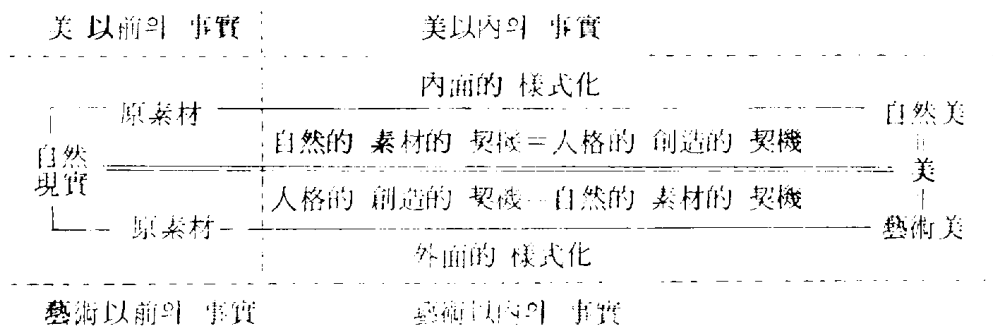 美 以前의 事實 美以內의 事實
內面的 樣式化
原素材 自然美
自然的 素材的 契機=人格的 創造的 契機
自然
現實 美
人格的 創造的 契機=自然的 素材的 契機
原素材 藝術美
外面的 樣式化
藝術以前의 事實 藝術以內의 事實